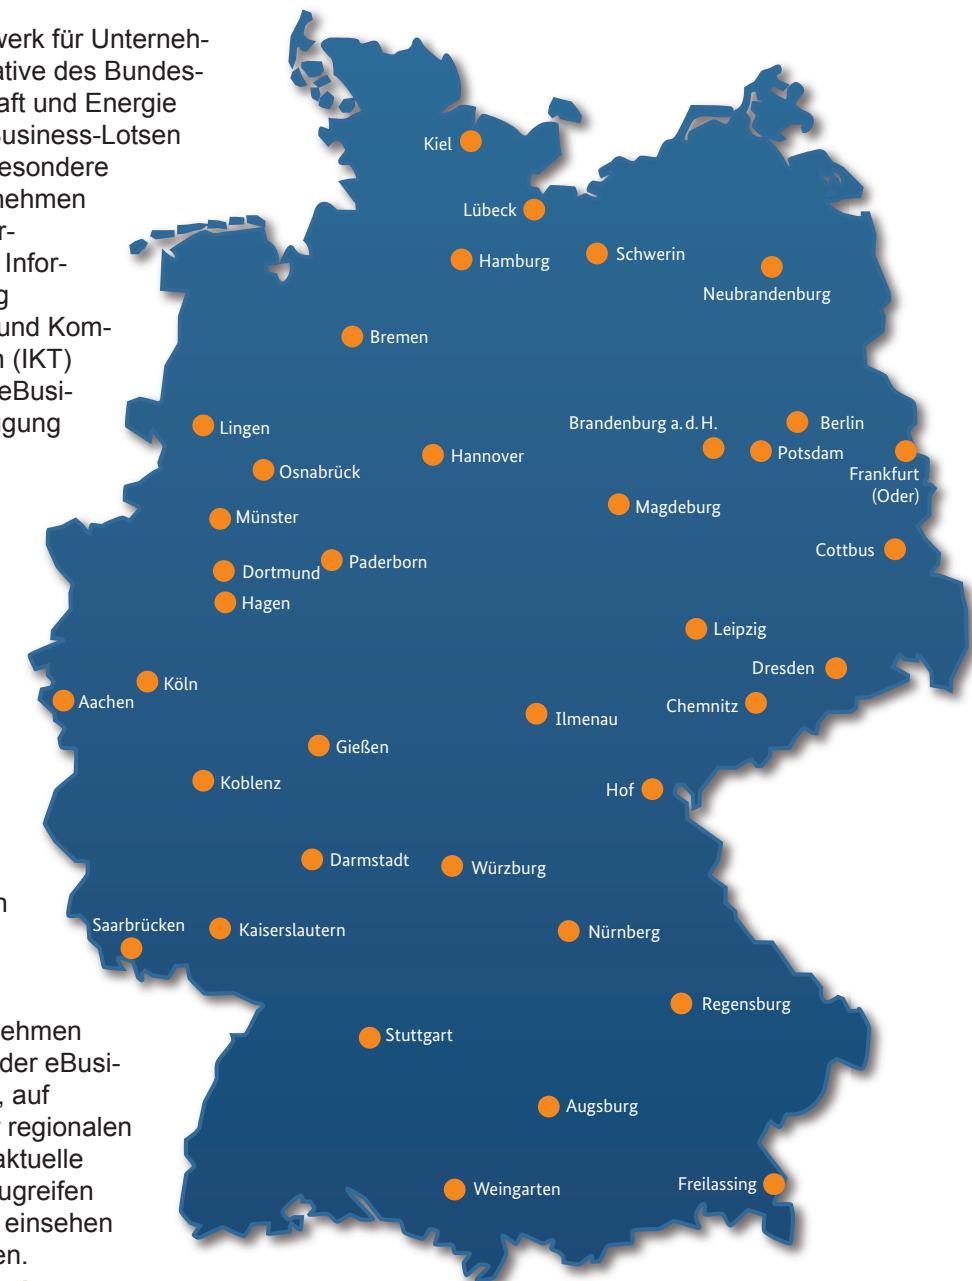 werk für Unterneh-
ative des Bundes-
aft und Energie
Business-Lotsen
esondere
nehmen
r-
Infor-
g
und Kom-
n (IKT)
eBusi-
gung
n
nehmen
der eBusi-
, auf
r regionalen
aktuelle
zugreifen
einsehen
en.
Kiel
Lübeck
Hamburg
Schwerin
Neubrandenburg
Bremen
Lingen
Osnabrück
Hannover
Brandenburg a. d. H.
Berlin
Potsdam
Frankfurt
(Oder)
Münster
Magdeburg
Cottbus
Dortmund
Paderborn
Hagen
Leipzig
Dresden
Köln
Aachen
Chemnitz
Ilmenau
Gießen
Koblenz
Hof
Darmstadt
Würzburg
Saarbrücken
Kaiserslautern
Nürnberg
Regensburg
Stuttgart
Augsburg
Weingarten
Freilassing